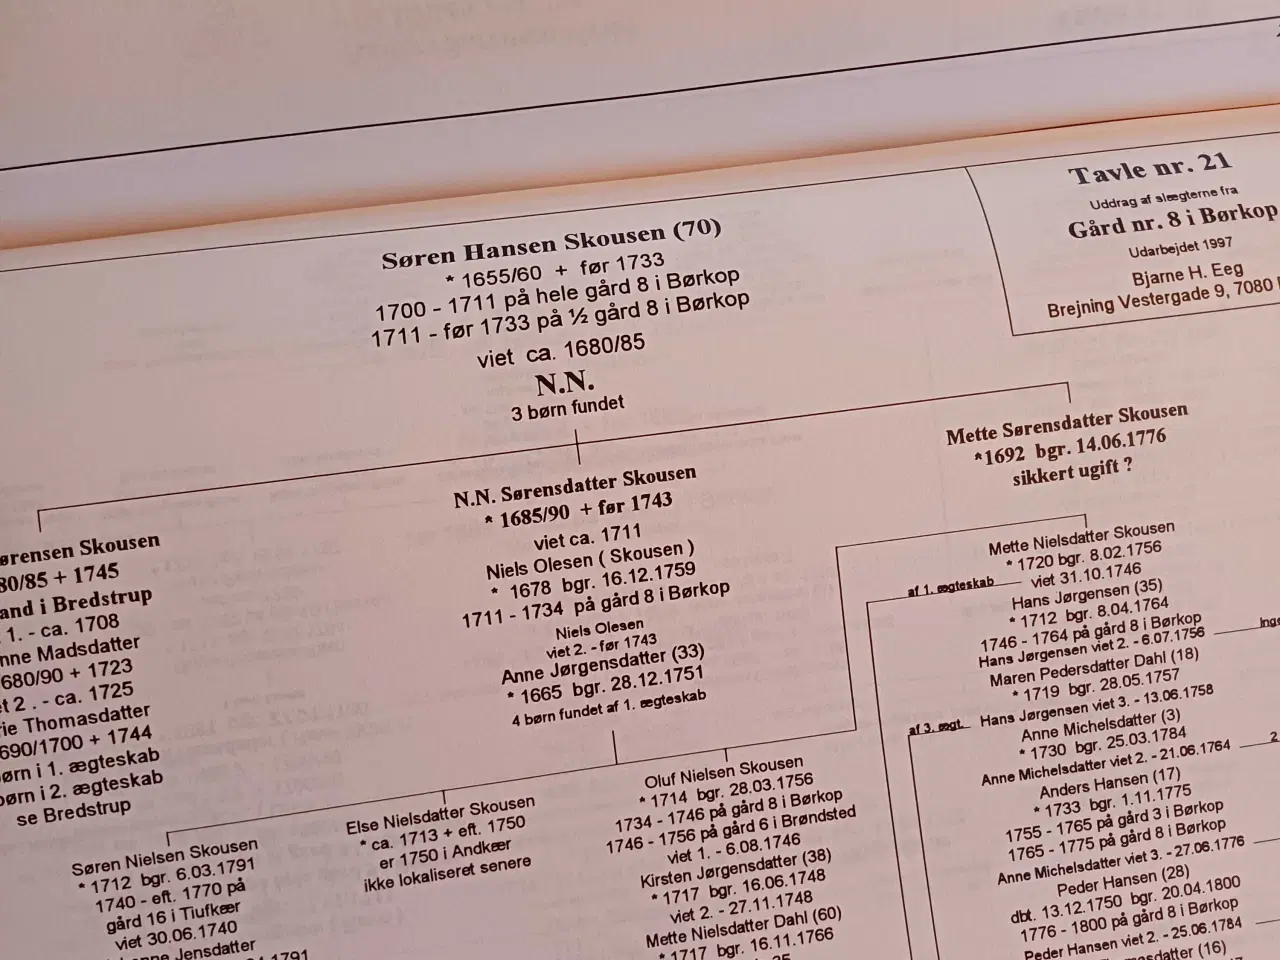 Tavle nr. 21
Uddrag af slægterne fra
Gård nr. 8 i Børkop
Udarbejdet 1997
Bjarne H. Eeg
Brejning Vestergade 9, 7080
Søren Hansen Skousen (70)
* 1655/60 + før 1733
1700 - 1711 på hele gård 8 i Børkop
1711 - før 1733 på ½ gård 8 i Børkop
viet ca. 1680/85
N.N.
3 børn fundet
ørensen Skousen
80/85 + 1745
and i Bredstrup
1. - ca. 1708
nne Madsdatter
680/90 + 1723
et 2 . - ca. 1725
rie Thomasdatter
690/1700 + 1744
ørn i 1. ægteskab
børn i 2. ægteskab
se Bredstrup
N.N. Sørensdatter Skousen
* 1685/90 + før 1743
viet ca. 1711
Niels Olesen ( Skousen )
* 1678 bgr. 16.12.1759
1711 - 1734 på gård 8 i Børkop
Niels Olesen
viet 2. - før 1743
Anne Jørgensdatter (33)
* 1665 bgr. 28.12.1751
4 børn fundet af 1. ægteskab
Mette Sørensdatter Skousen
*1692 bgr. 14.06.1776
sikkert ugift ?
Søren Nielsen Skousen
* 1712 bgr. 6.03.1791
1740 - eft. 1770 på
gård 16 i Tiufkær
viet 30.06.1740
anne Jensdatter
1791
Else Nielsdatter Skousen
* ca. 1713 + eft. 1750
er 1750 i Andkær
ikke lokaliseret senere
Oluf Nielsen Skousen
* 1714 bgr. 28.03.1756
1734 - 1746 på gård 8 i Børkop
1746 - 1756 på gård 6 i Brøndsted
viet 1. - 6.08.1746
Kirsten Jørgensdatter (38)
* 1717 bgr. 16.06.1748
viet 2. - 27.11.1748
Mette Nielsdatter Dahl (60)
* 1717 bgr. 16.11.1766
Mette Nielsdatter Skousen
* 1720 bgr. 8.02.1756
af 1. ægteskab
viet 31.10.1746
Hans Jørgensen (35)
* 1712 bgr. 8.04.1764
1746 - 1764 på gård 8 i Børkop
Hans Jørgensen viet 2. - 6.07.1756
Ings
Maren Pedersdatter Dahl (18)
* 1719 bgr. 28.05.1757
af 3. ægt.
Hans Jørgensen viet 3. - 13.06.1758
Anne Michelsdatter (3)
* 1730 bgr. 25.03.1784
Anne Michelsdatter viet 2. - 21.06.1764
2
Anders Hansen (17)
* 1733 bgr. 1.11.1775
1755 - 1765 på gård 3 i Børkop
1765 - 1775 på gård 8 i Børkop
Anne Michelsdatter viet 3. - 27.06.1776
Peder Hansen (28)
dbt. 13.12.1750 bgr. 20.04.1800
1776 - 1800 på gård 8 i Børkop
Peder Hansen viet 2. - 25.06.1784
sdatter (16)